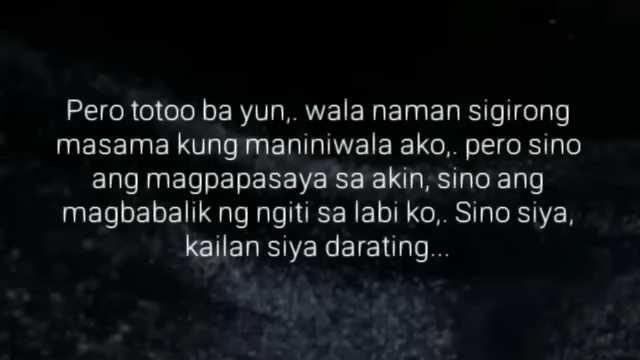 Pero totoo ba yun,. wala naman sigirong
masama kung maniniwala ako,. pero sino
ang magpapasaya sa akin, sino ang
magbabalik ng ngiti sa labi ko,. Sino siya,
kailan siya darating...